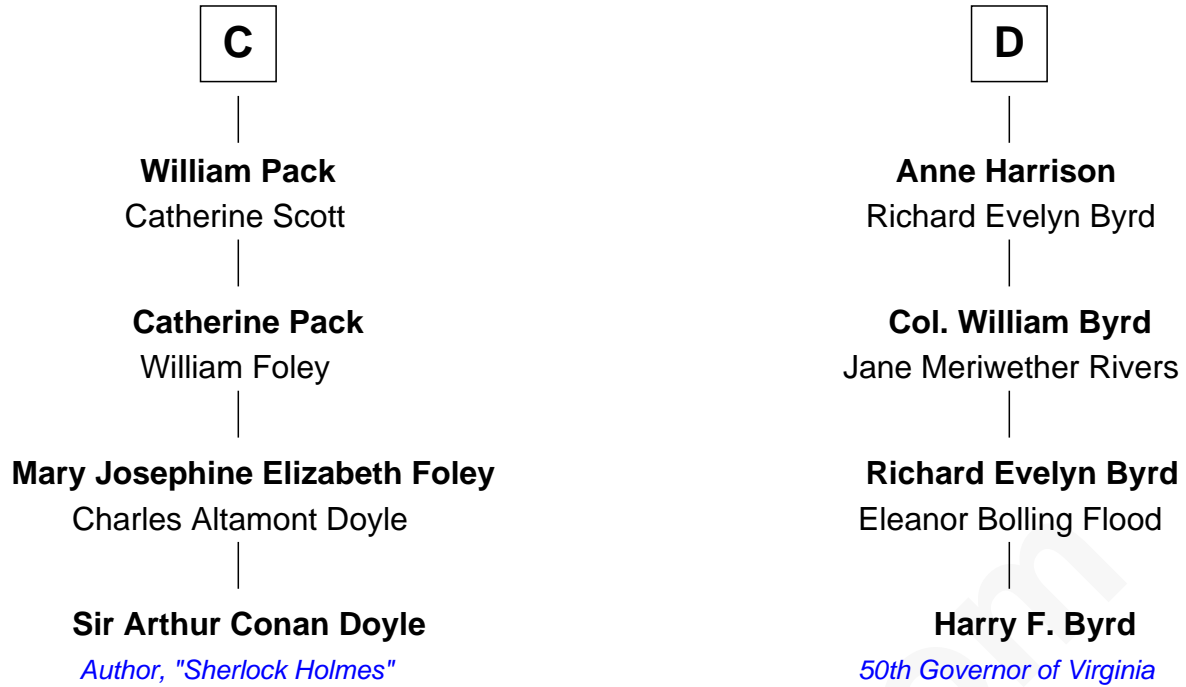 C
William Pack
Catherine Scott
Catherine Pack
William Foley
Mary Josephine Elizabeth Foley
Charles Altamont Doyle
Sir Arthur Conan Doyle
Author, "Sherlock Holmes"
D
Anne Harrison
Richard Evelyn Byrd
Col. William Byrd
Jane Meriwether Rivers
Richard Evelyn Byrd
Eleanor Bolling Flood
Harry F. Byrd
50th Governor of Virginia